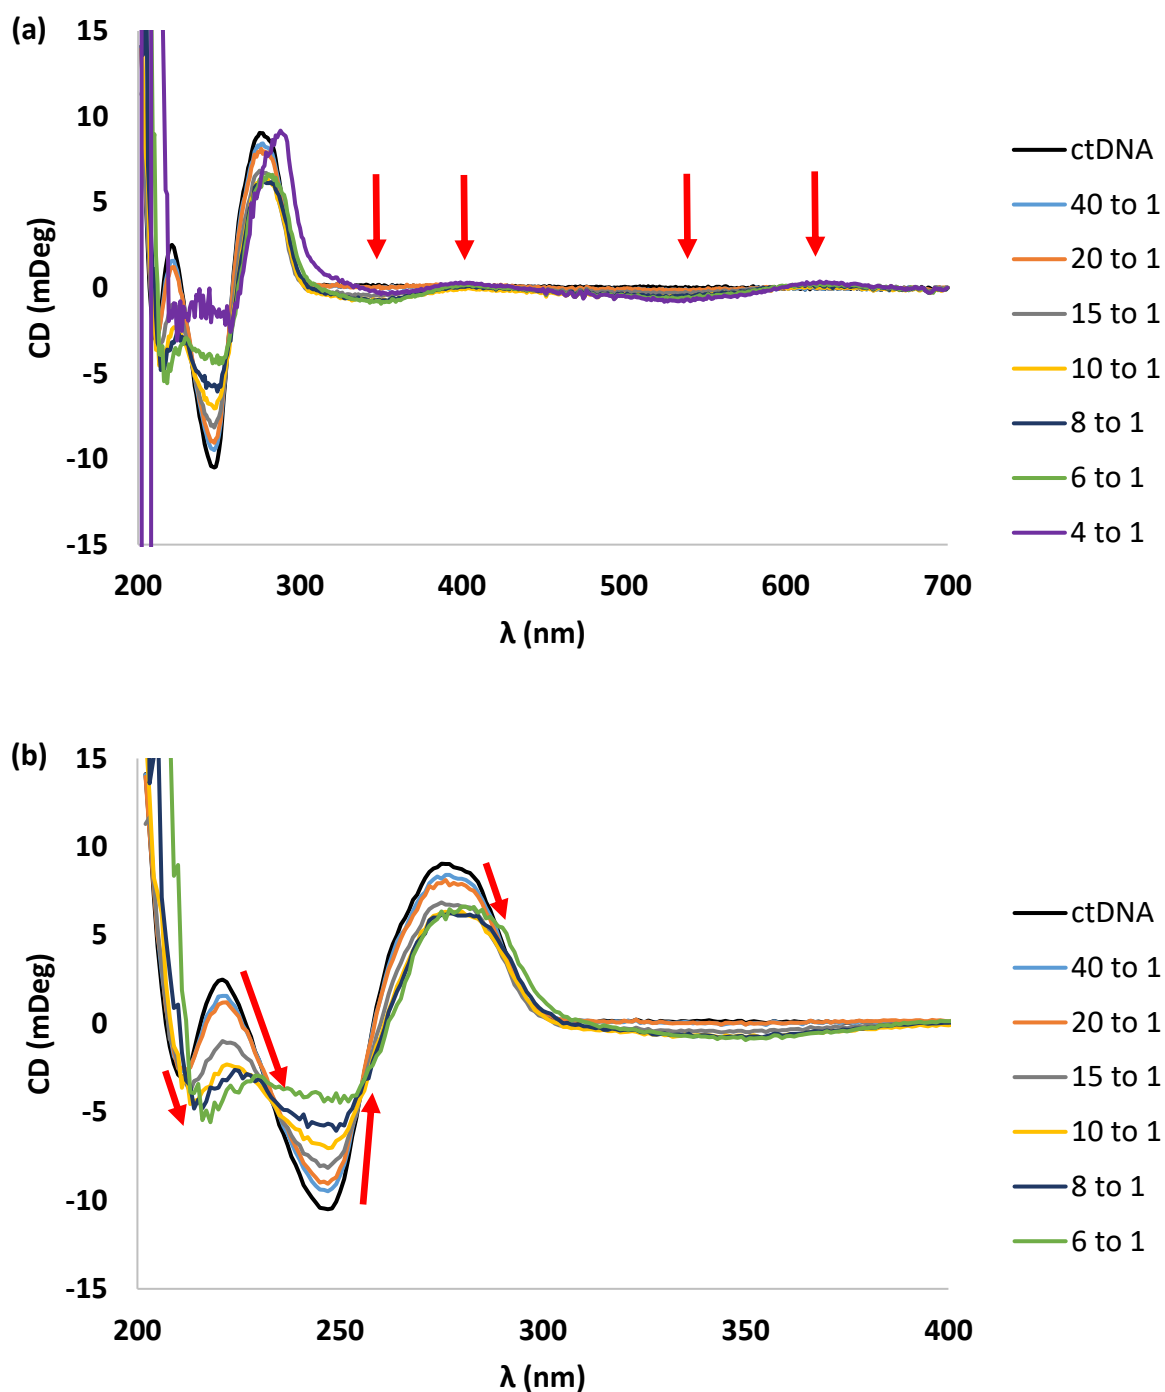 (a)
15
10
5
0
-5
-10
-15
CD (mDeg)
200 300 400 500 600 700
λ (nm)
ctDNA
40 to 1
20 to 1
15 to 1
10 to 1
8 to 1
6 to 1
4 to 1
(b)
15
10
5
0
-5
-10
-15
CD (mDeg)
200 250 300 350 400
λ (nm)
ctDNA
40 to 1
20 to 1
15 to 1
10 to 1
8 to 1
6 to 1